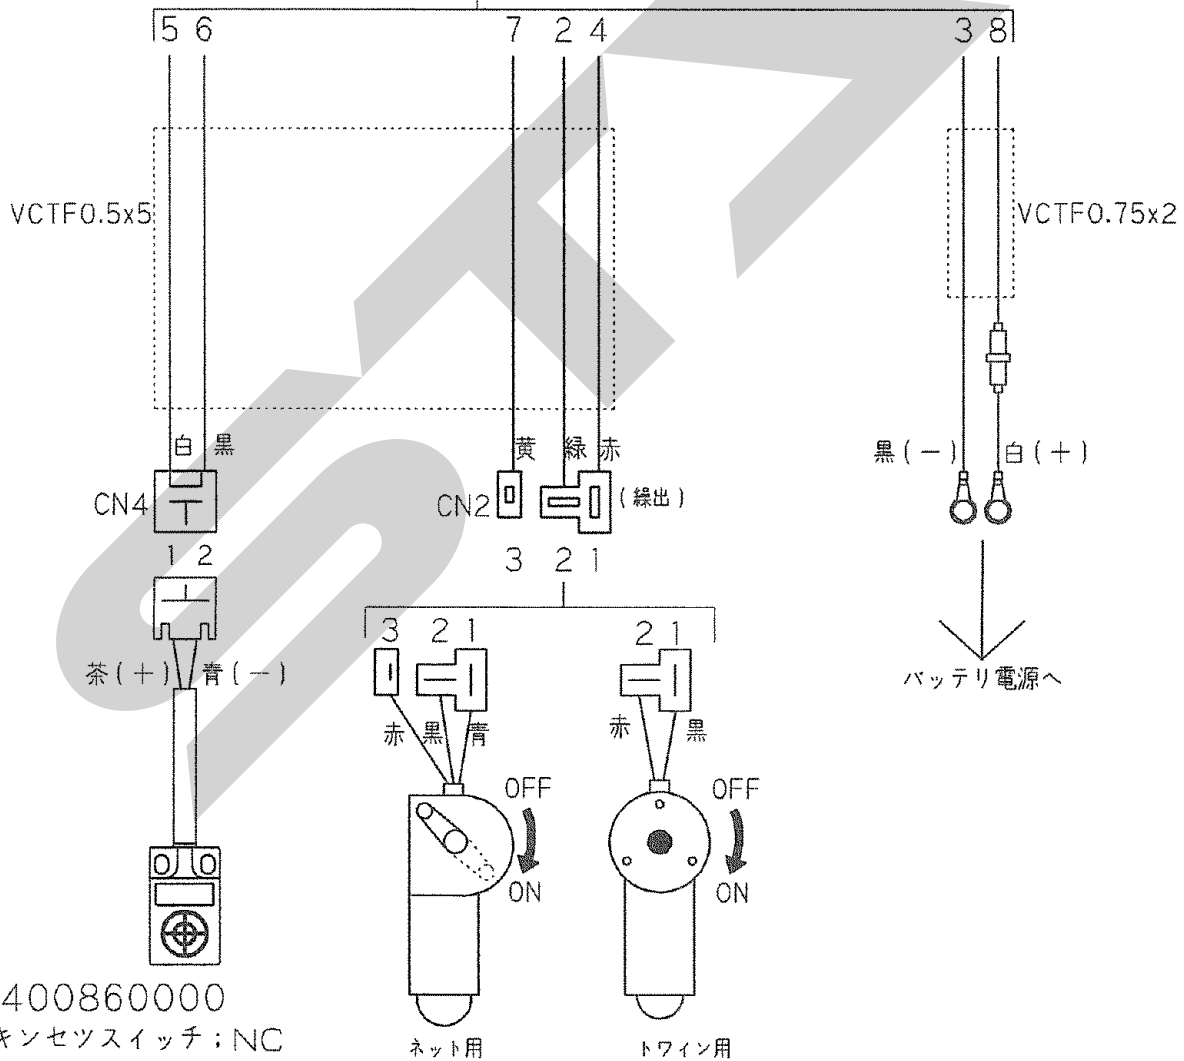 5 6 7 2 4 3 8
VCTF0.5x5
VCTF0.75x2
白 黒 黄 緑 赤 黒(−) 白(+)
CN4 CN2 (繰出)
1 2 3 2 1
3 2 1 2 1
茶(+) 青(−)
バッテリ電源へ
赤 黒 青 赤 黒
OFF OFF
ON ON
400860000
キンセツスイッチ;NC
ネット用 トワイン用
STA